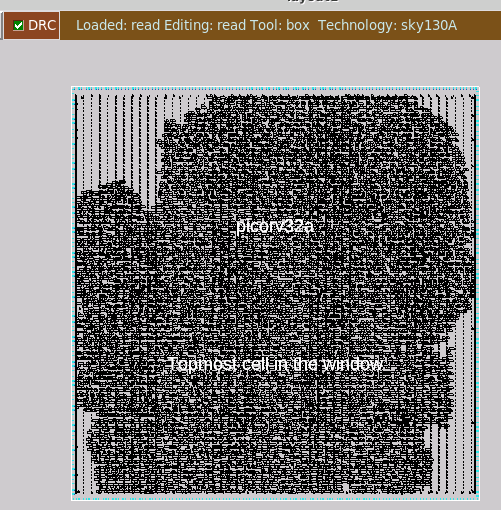 DRC Loaded: read Editing: read Tool: box Technology: sky130A
picorv32a
Topmost cell in the window